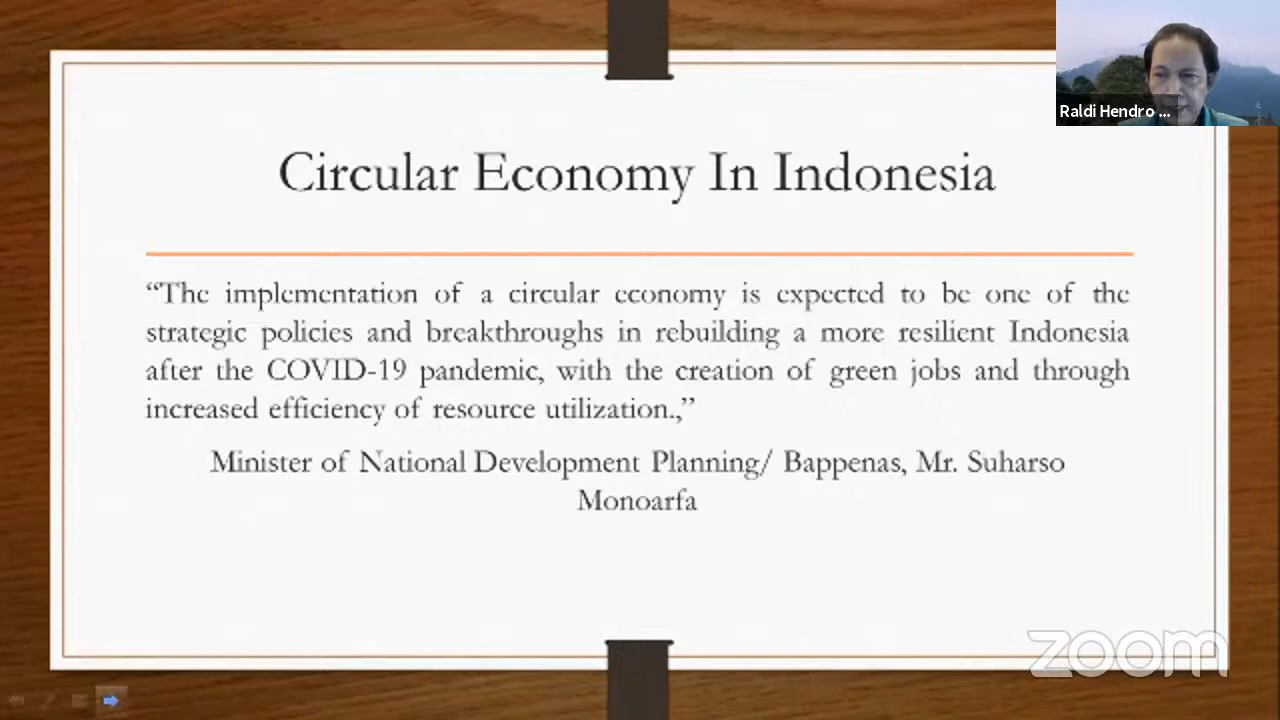 Raldi Hendro ...
Circular Economy In Indonesia
“The implementation of a circular economy is expected to be one of the
strategic policies and breakthroughs in rebuilding a more resilient Indonesia
after the COVID-19 pandemic, with the creation of green jobs and through
increased efficiency of resource utilization.,”
Minister of National Development Planning/ Bappenas, Mr. Suharso
Monoarfa
zoom